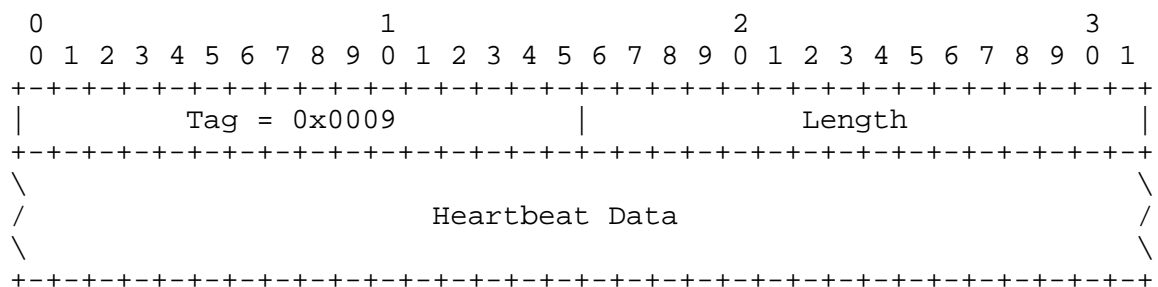 0                   1                   2                   3
 0 1 2 3 4 5 6 7 8 9 0 1 2 3 4 5 6 7 8 9 0 1 2 3 4 5 6 7 8 9 0 1
+-+-+-+-+-+-+-+-+-+-+-+-+-+-+-+-+-+-+-+-+-+-+-+-+-+-+-+-+-+-+-+-+
|         Tag = 0x0009          |            Length             |
+-+-+-+-+-+-+-+-+-+-+-+-+-+-+-+-+-+-+-+-+-+-+-+-+-+-+-+-+-+-+-+-+
\                                                               \
/                       Heartbeat Data                          /
\                                                               \
+-+-+-+-+-+-+-+-+-+-+-+-+-+-+-+-+-+-+-+-+-+-+-+-+-+-+-+-+-+-+-+-+